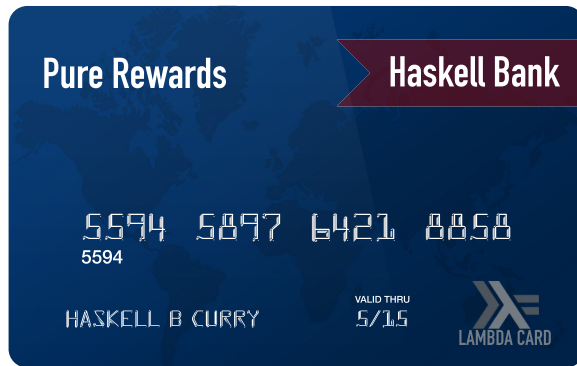 Pure Rewards
Haskell Bank
5594 5897 6421 8858
5594
VALID THRU
HASKELL B CURRY 5/15
LAMBDA CARD